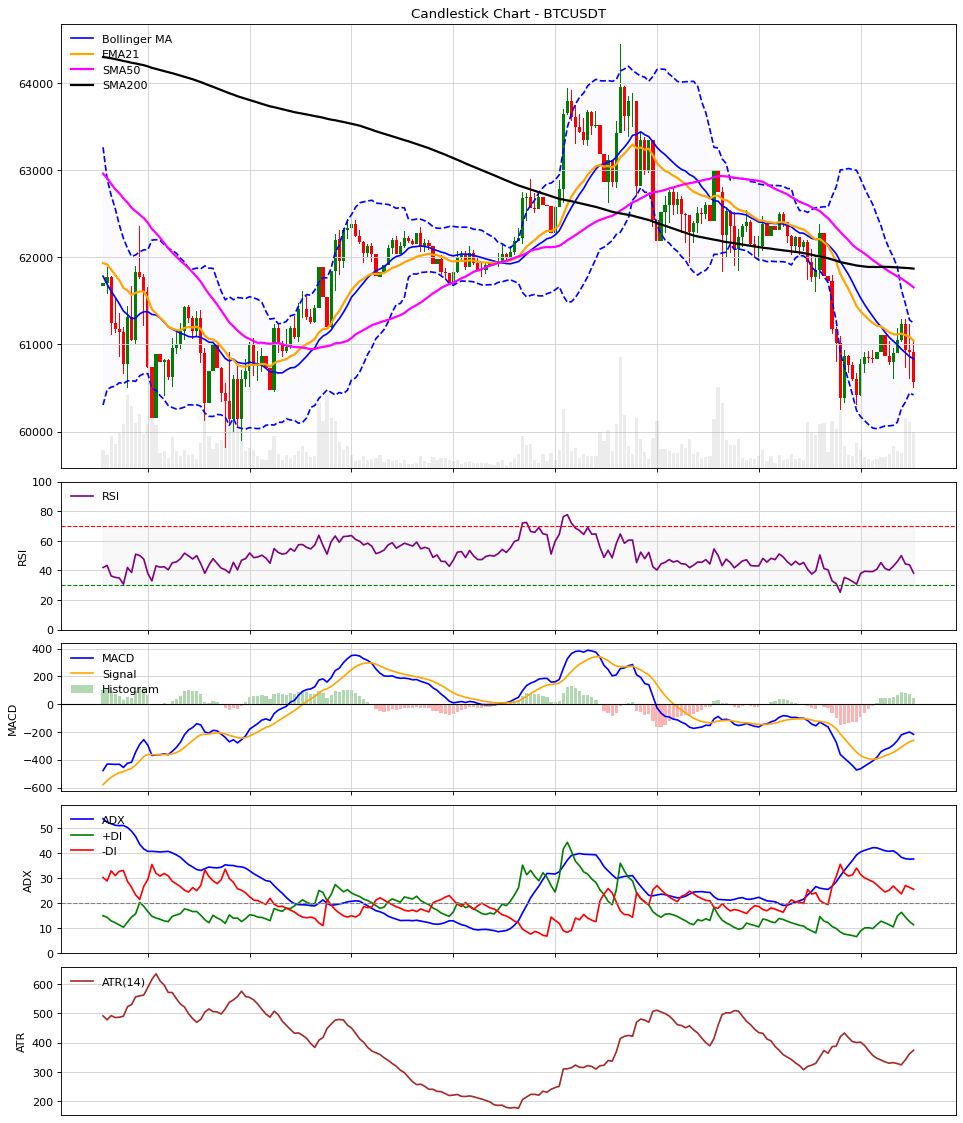 Candlestick Chart - BTCUSDT
Bollinger MA
EMA21
SMA50
SMA200
64000
63000
62000
61000
60000
RSI
100
80
60
40
20
0
RSI
MACD
Signal
Histogram
400
200
0
−200
−400
−600
MACD
ADX
+DI
-DI
50
40
30
20
10
0
ADX
ATR(14)
600
500
400
300
200
ATR